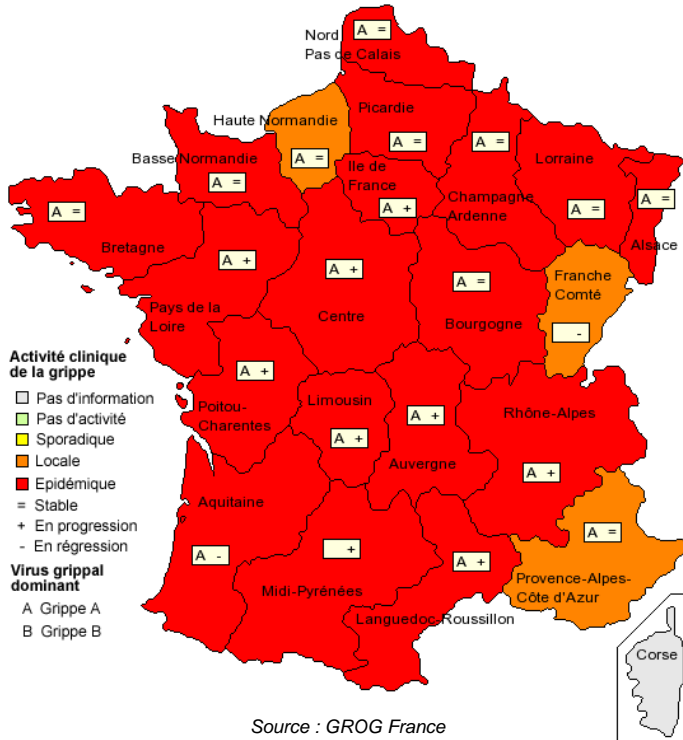 A =
Nord
Pas de Calais
Picardie
A =
A =
Haute Normandie
A =
Basse Normandie
A =
Ile de
France
A +
Lorraine
A =
Champagne
Ardenne
A =
Alsace
A =
Bretagne
A +
Pays de la
Loire
A +
Centre
A =
Bourgogne
Franche
Comté
-
A +
Poitou-
Charentes
Limousin
A +
A +
Auvergne
Rhône-Alpes
A +
Aquitaine
A -
+
Midi-Pyrénées
A +
Languedoc-Roussillon
A =
Provence-Alpes-
Côte d'Azur
Corse
Activité clinique
de la grippe
Pas d'information
Pas d'activité
Sporadique
Locale
Epidémique
= Stable
+ En progression
- En régression
Virus grippal
dominant
A Grippe A
B Grippe B
Source : GROG France